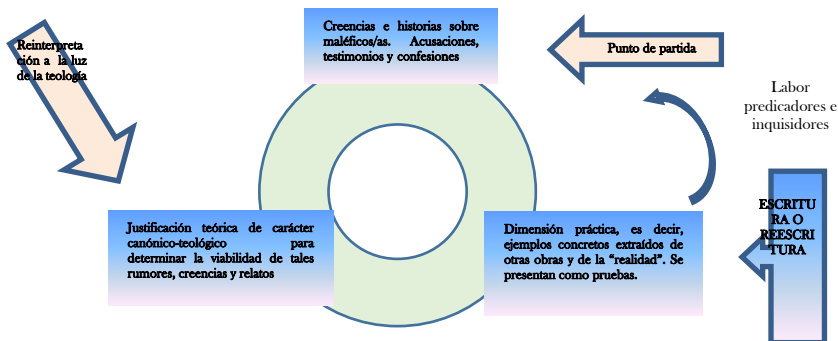 Reinterpreta
ción a la luz
de la teología
Creencias e historias sobre
maléficos/as. Acusaciones,
testimonios y confesiones
Punto de partida
Labor
predicadores e
inquisidores
Justificación teórica de carácter
canónico-teológico para
determinar la viabilidad de tales
rumores, creencias y relatos
Dimensión práctica, es decir,
ejemplos concretos extraídos de
otras obras y de la “realidad”. Se
presentan como pruebas.
ESCRITU
RA O
REESCRI
TURA